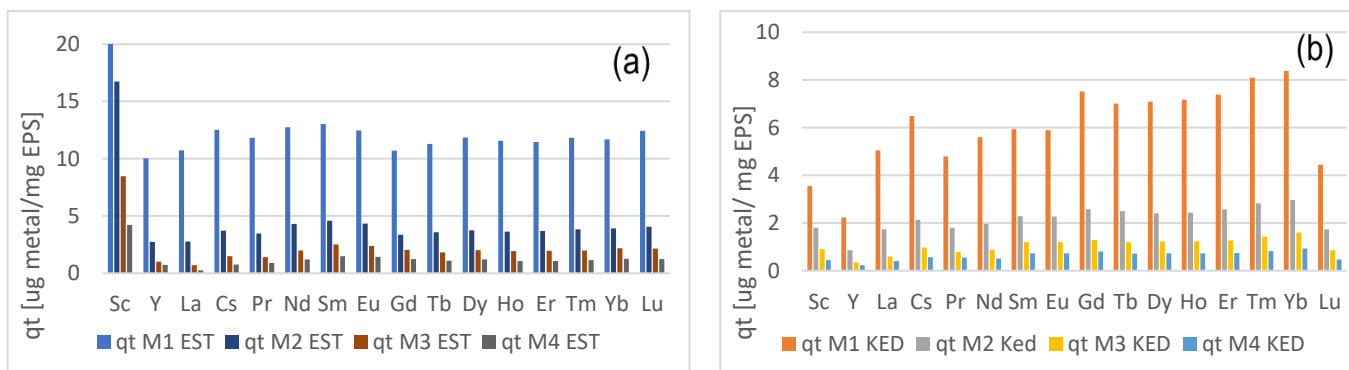 (a)
qt [ug metal/mg EPS]
20
15
10
5
0
Sc Y La Cs Pr Nd Sm Eu Gd Tb Dy Ho Er Tm Yb Lu
qt M1 EST qt M2 EST qt M3 EST qt M4 EST
(b)
qt [ug metal/ mg EPS]
10
8
6
4
2
0
Sc Y La Cs Pr Nd Sm Eu Gd Tb Dy Ho Er Tm Yb Lu
qt M1 KED qt M2 Ked qt M3 KED qt M4 KED